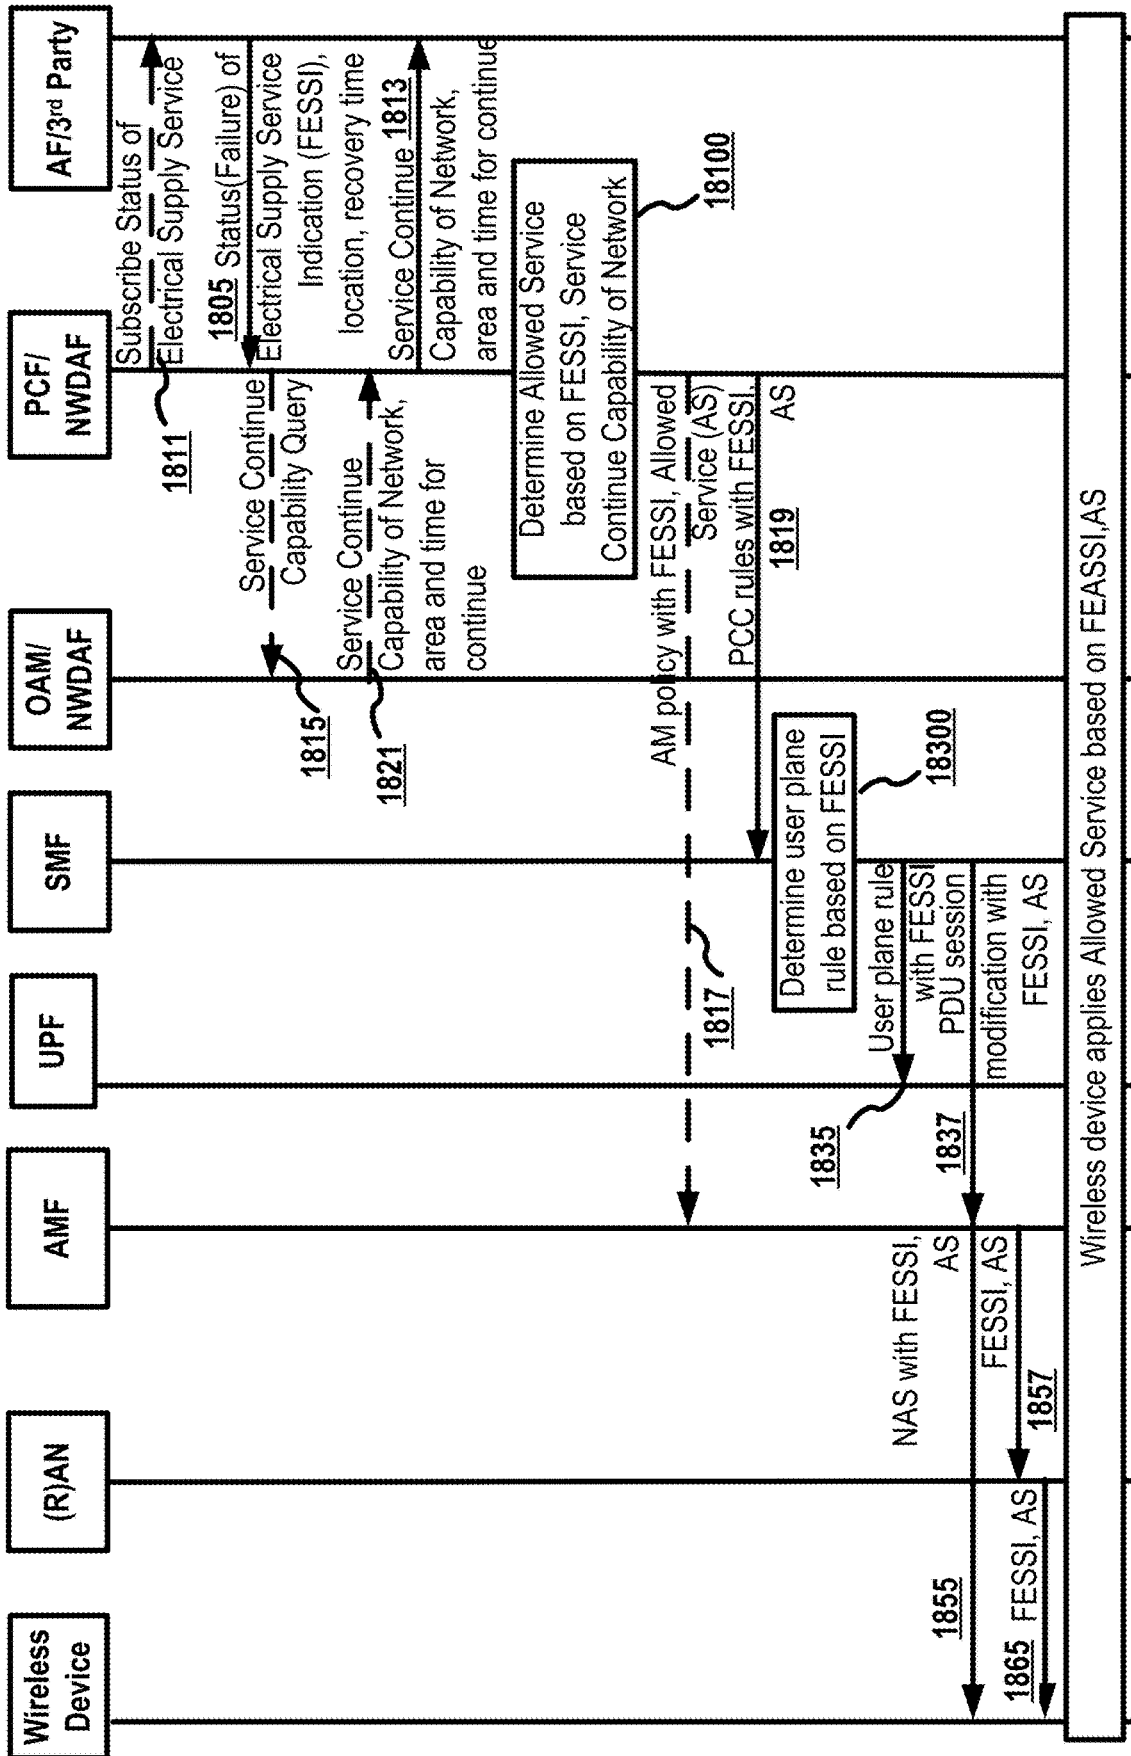 Wireless
Device
(R)AN
AMF
UPF
SMF
OAM/
NWDAF
PCF/
NWDAF
AF/3rd Party
Subscribe Status of
Electrical Supply Service
1811
1805 Status(Failure) of
Electrical Supply Service
Indication (FESSI),
location, recovery time
Service Continue
Capability Query
1815
Service Continue
Capability of Network,
area and time for
continue
1821
Service Continue 1813
Capability of Network,
area and time for continue
Determine Allowed Service
based on FESSI, Service
Continue Capability of Network
18100
AM policy with FESSI, Allowed
Service (AS)
1817
PCC rules with FESSI,
AS
1819
Determine user plane
rule based on FESSI
18300
User plane rule
with FESSI
1835
PDU session
modification with
FESSI, AS
1837
NAS with FESSI,
AS
1855
FESSI, AS
1857
1865 FESSI, AS
Wireless device applies Allowed Service based on FEASSI,AS